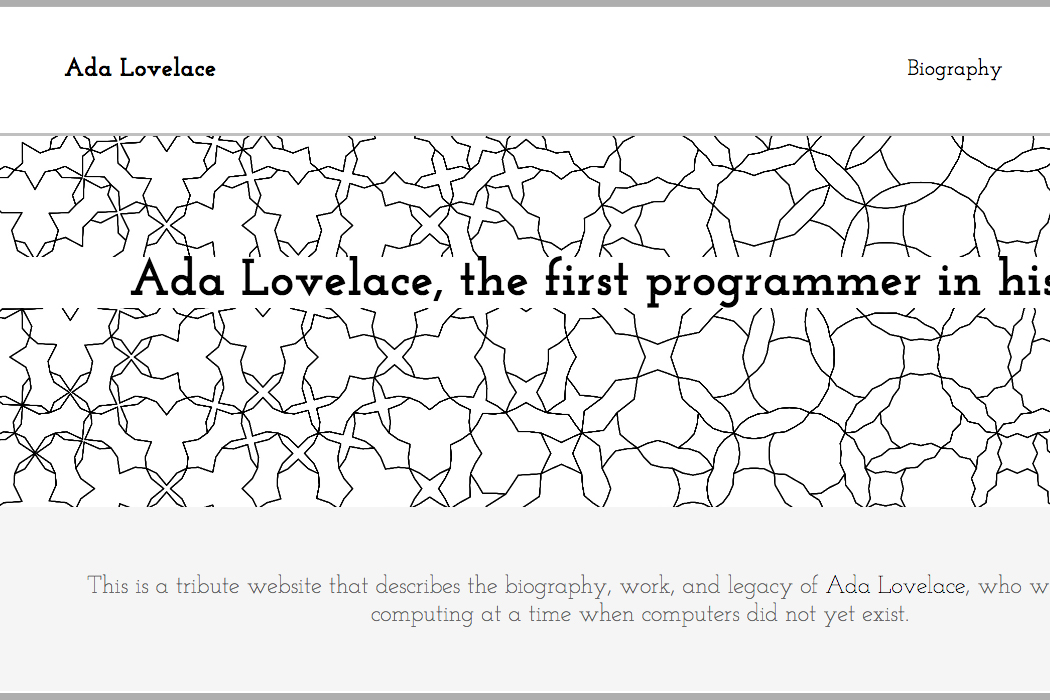 Ada Lovelace
Biography
Ada Lovelace, the first programmer in his
This is a tribute website that describes the biography, work, and legacy of Ada Lovelace, who w
computing at a time when computers did not yet exist.